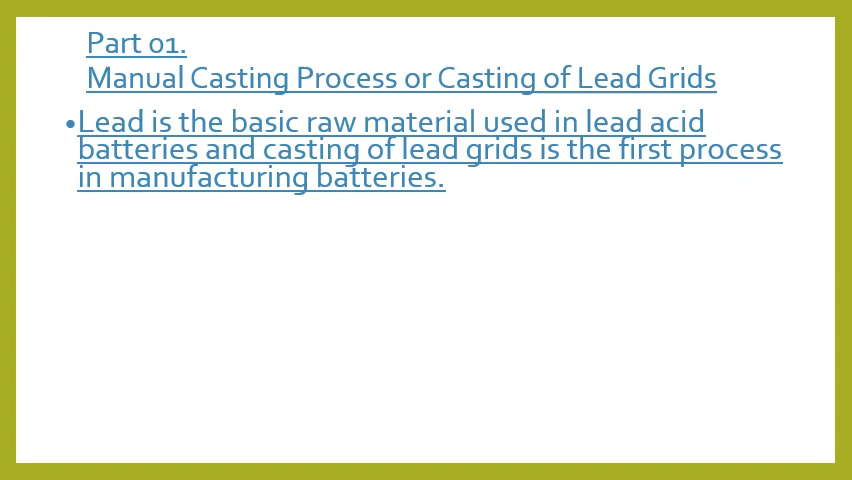 Part 01.
Manual Casting Process or Casting of Lead Grids
•Lead is the basic raw material used in lead acid
batteries and casting of lead grids is the first process
in manufacturing batteries.